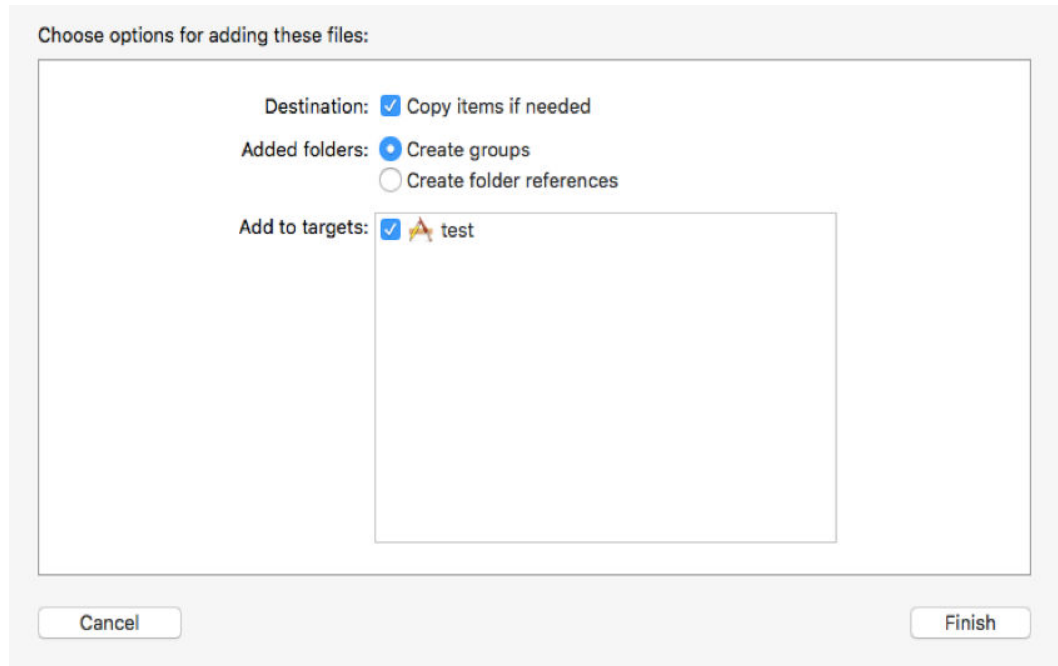 Choose options for adding these files:
Destination: Copy items if needed
Added folders: Create groups
Create folder references
Add to targets: test
Cancel Finish